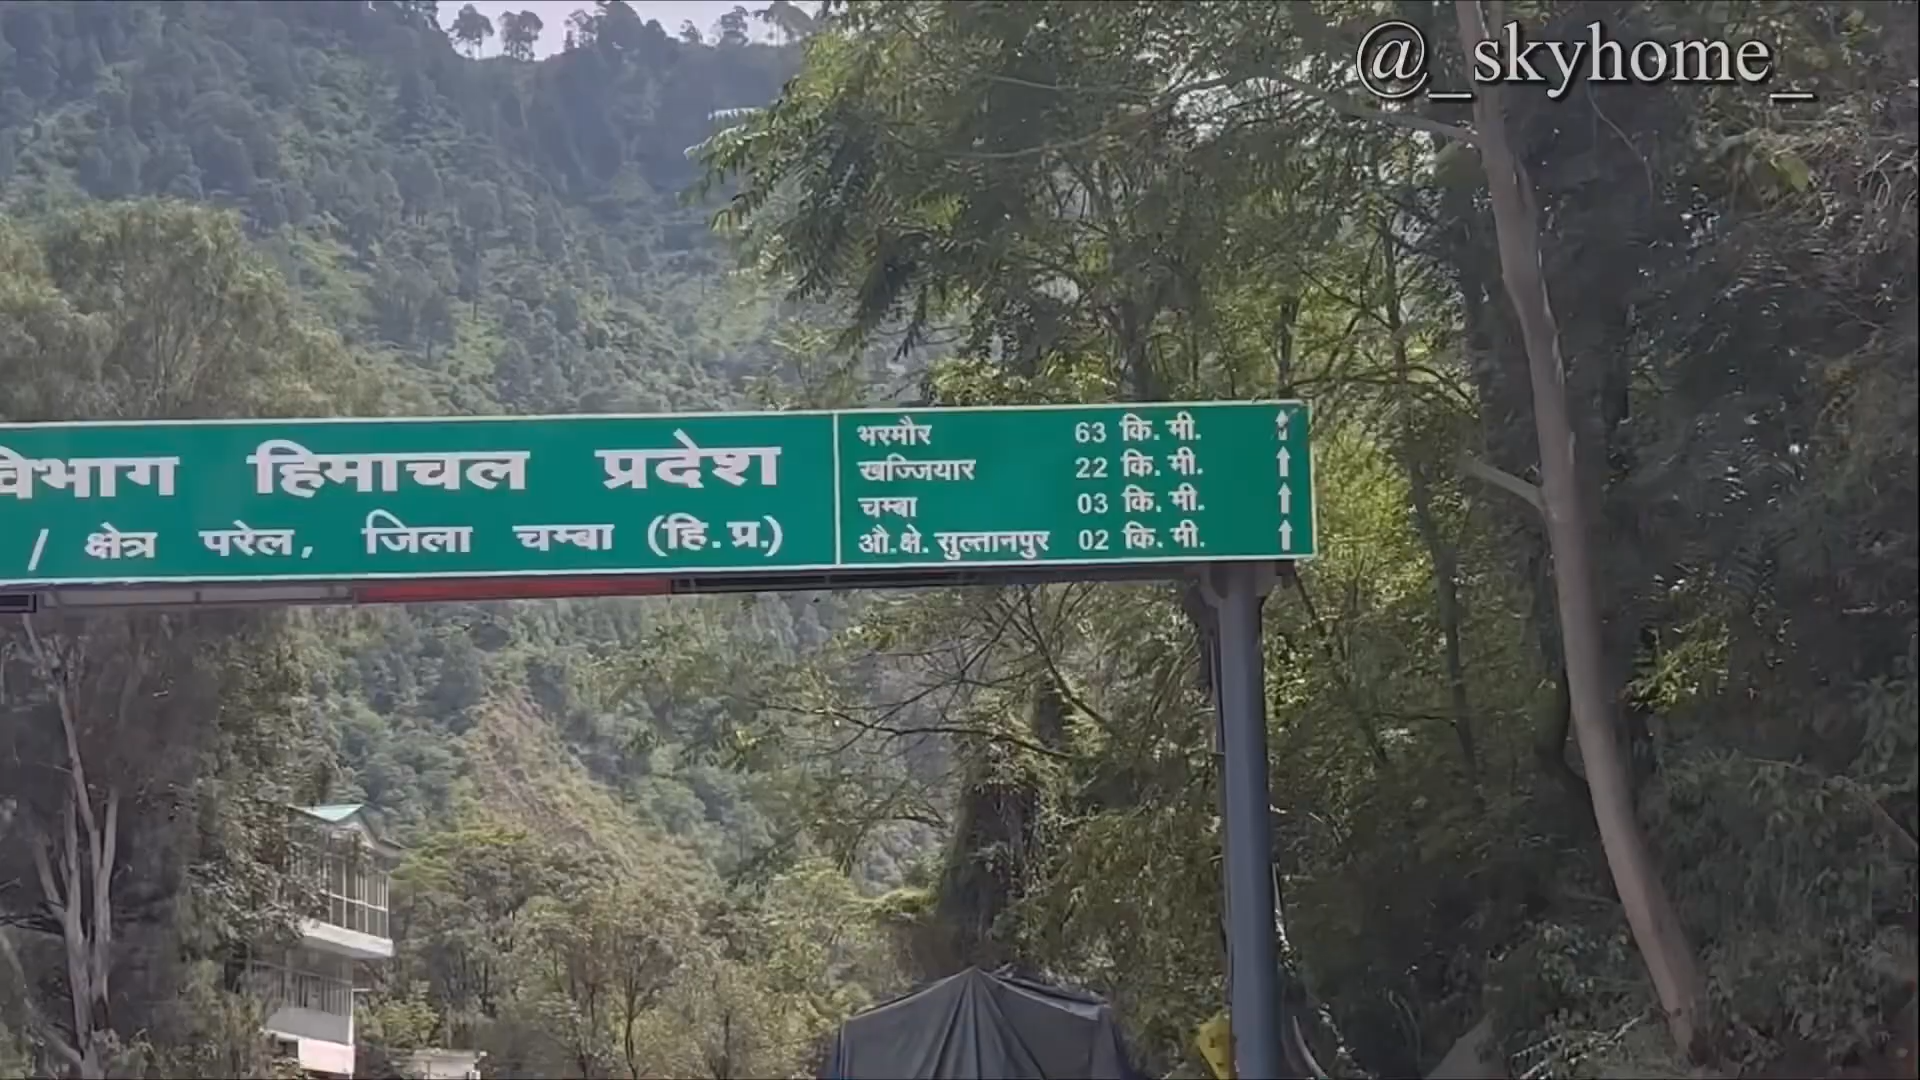 @_skyhome_
विभाग हिमाचल प्रदेश
/ क्षेत्र परेल, जिला चम्बा (हि.प्र.)
भरमौर 63 कि.मी.
खज्जियार 22 कि.मी.
चम्बा 03 कि.मी.
औ.क्षे. सुल्तानपुर 02 कि.मी.